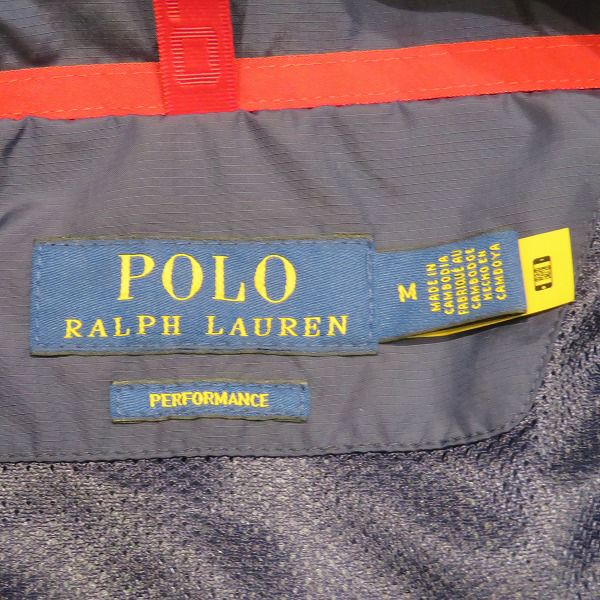 POLO
RALPH LAUREN
M
MADE IN
CAMBODIA
FABRIQUÉ AU
CAMBODGE
HECHO EN
CAMBOYA
PERFORMANCE